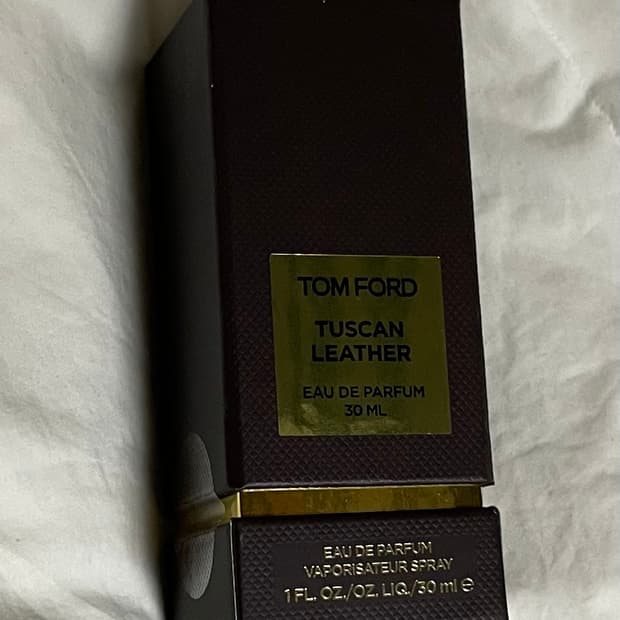 TOM FORD
TUSCAN
LEATHER
EAU DE PARFUM
30 ML
EAU DE PARFUM
VAPORISATEUR SPRAY
1 FL. OZ./OZ. LIQ./30 ml ℮